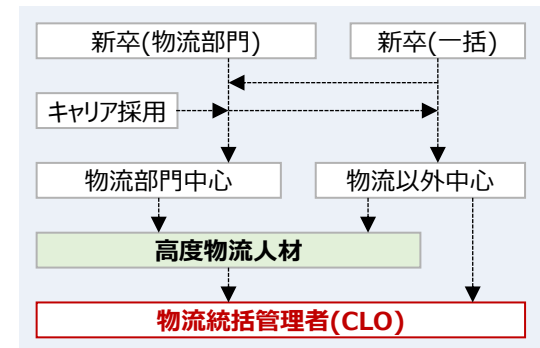 新卒(物流部門)
新卒(一括)
キャリア採用
物流部門中心
物流以外中心
高度物流人材
物流統括管理者(CLO)